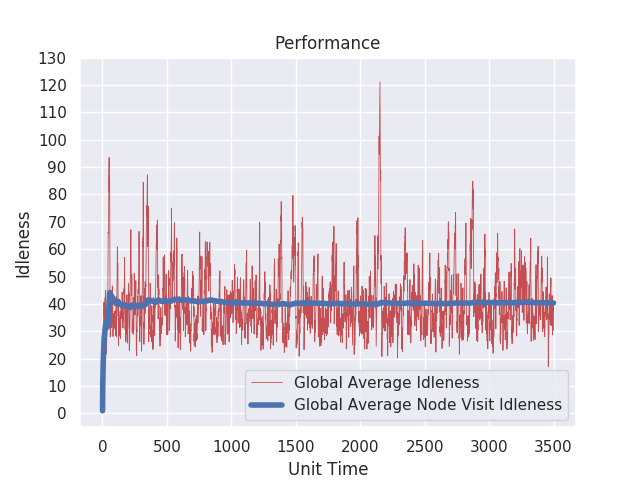 Performance
130
120
110
100
90
80
70
60
50
40
30
20
10
0
Idleness
0 500 1000 1500 2000 2500 3000 3500
Unit Time
Global Average Idleness
Global Average Node Visit Idleness